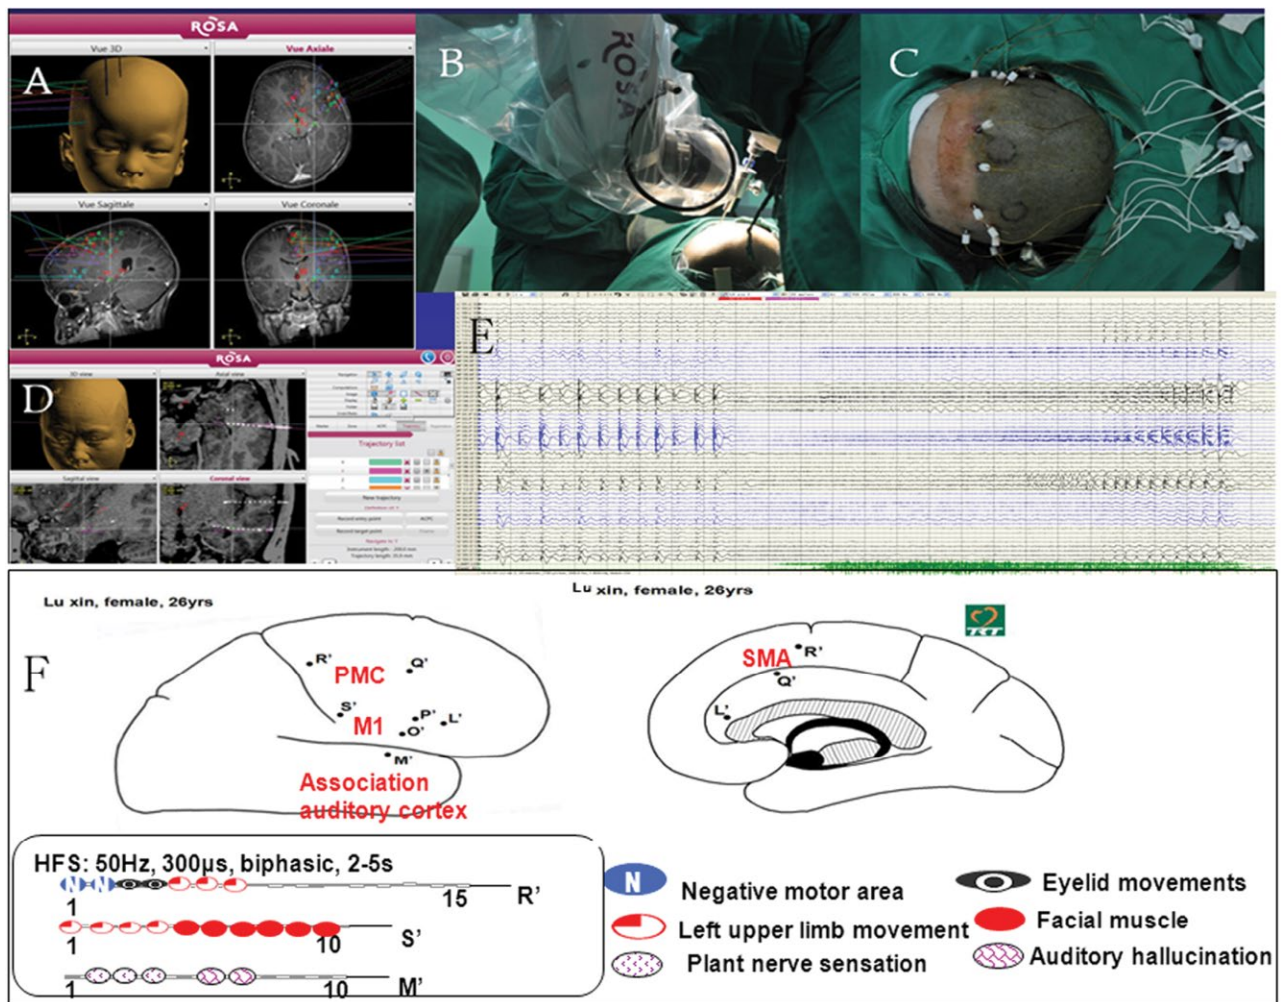 ROSA
Vue 3D
Vue Axiale
A
Vue Sagittale
Vue Coronale
B
ROSA
C
ROSA
D
3D view
Axial view
Sagittal view
Coronal view
Trajectory list
New trajectory
Record entry point
Record target point
E
Lu xin, female, 26yrs
Lu xin, female, 26yrs
F
TRT
R'
PMC
Q'
S'
M1
P'
L'
O'
M'
Association
auditory cortex
SMA
R'
Q'
L'
HFS: 50Hz, 300μs, biphasic, 2-5s
N N
1
15
R'
1
10
S'
1
10
M'
N
Negative motor area
Eyelid movements
Left upper limb movement
Facial muscle
Plant nerve sensation
Auditory hallucination